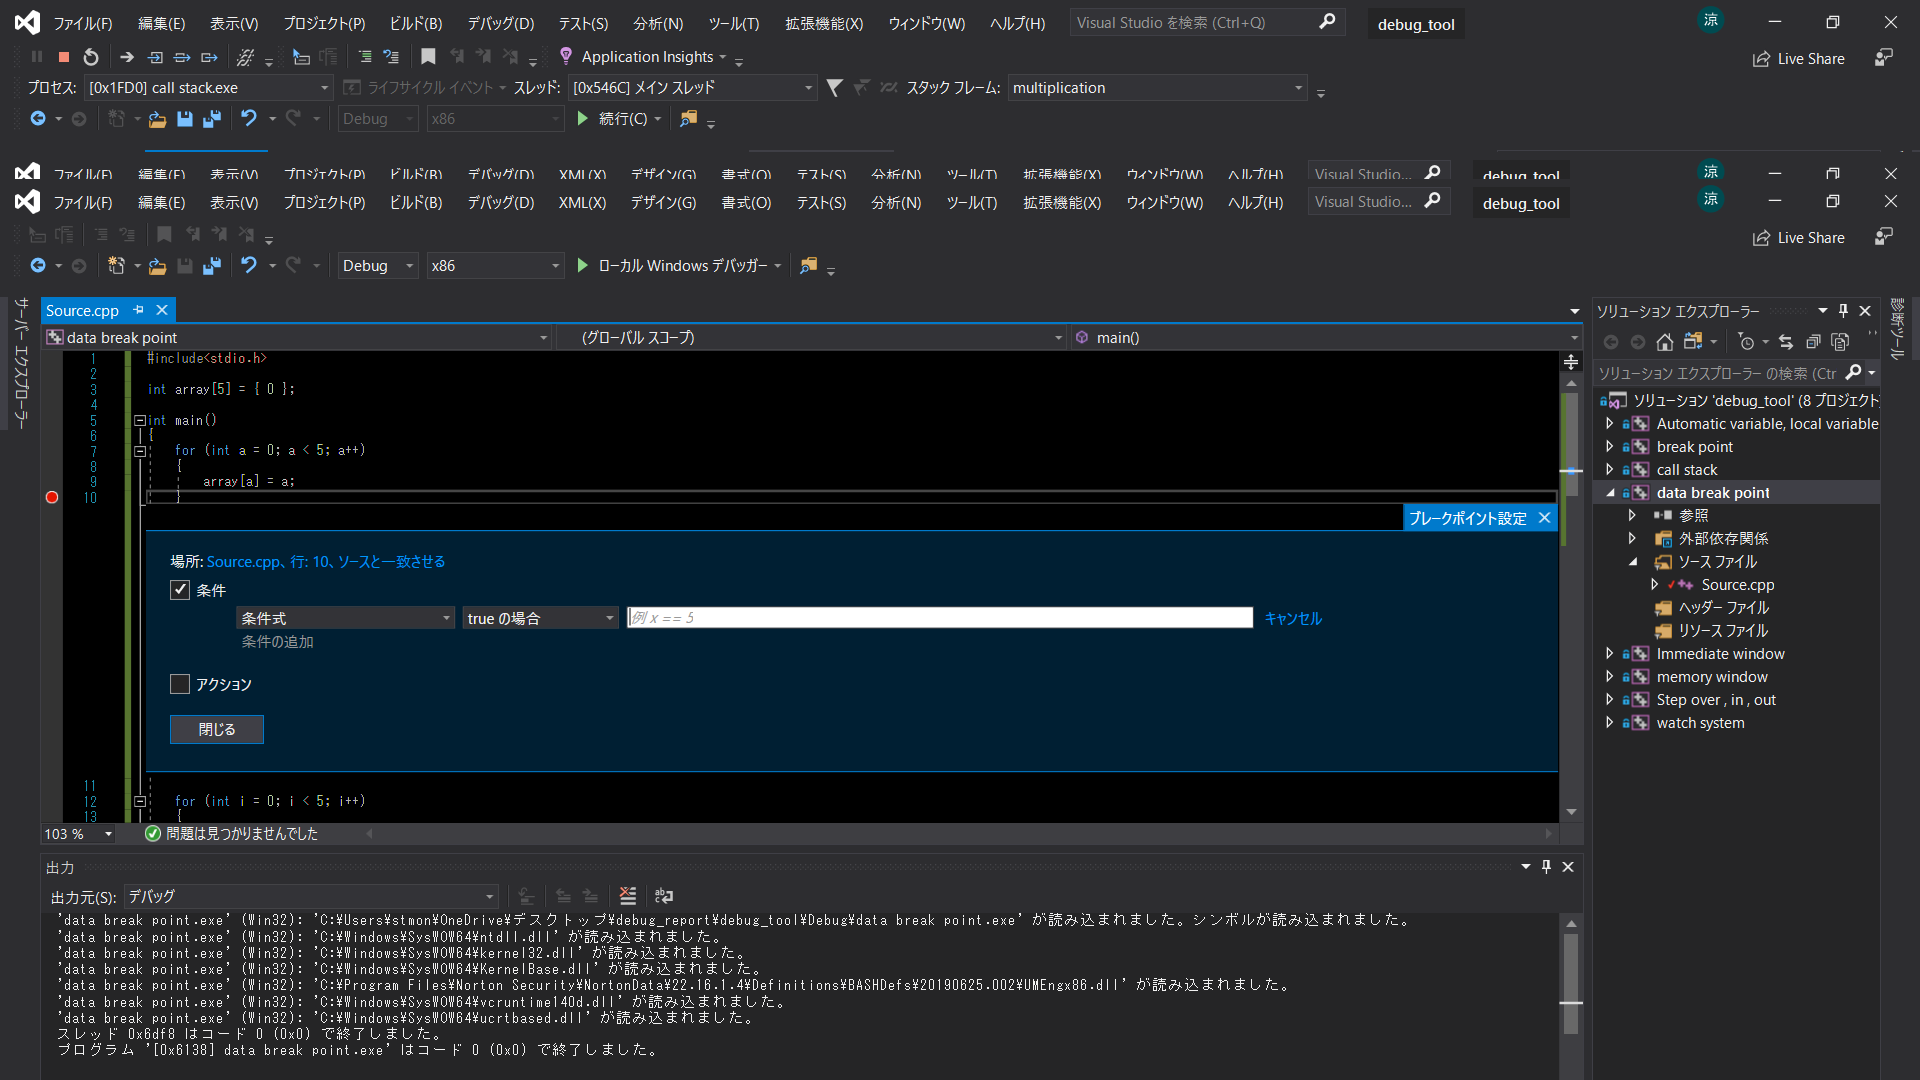 ファイル(F) 編集(E) 表示(V) プロジェクト(P) ビルド(B) デバッグ(D) テスト(S) 分析(N) ツール(T) 拡張機能(X) ウィンドウ(W) ヘルプ(H) Visual Studio を検索 (Ctrl+Q) debug_tool 涼
Application Insights Live Share
プロセス: [0x1FD0] call stack.exe ライフサイクル イベント スレッド: [0x546C] メイン スレッド スタック フレーム: multiplication
Debug x86 続行(C)
ファイル(F) 編集(E) 表示(V) プロジェクト(P) ビルド(B) デバッグ(D) XML(X) デザイン(G) 書式(O) テスト(S) 分析(N) ツール(T) 拡張機能(X) ウィンドウ(W) ヘルプ(H) Visual Studio... debug_tool 涼
ファイル(F) 編集(E) 表示(V) プロジェクト(P) ビルド(B) デバッグ(D) XML(X) デザイン(G) 書式(O) テスト(S) 分析(N) ツール(T) 拡張機能(X) ウィンドウ(W) ヘルプ(H) Visual Studio... debug_tool 涼
Live Share
Debug x86 ローカル Windows デバッガー
サーバー エクスプローラー
Source.cpp
data break point (グローバル スコープ) main()
1 #include<stdio.h>
2
3 int array[5] = { 0 };
4
5 int main()
6 {
7 for (int a = 0; a < 5; a++)
8 {
9 array[a] = a;
10 }
ブレークポイント設定
場所: Source.cpp、行: 10、ソースと一致させる
条件
条件式 true の場合 例 x == 5 キャンセル
条件の追加
アクション
閉じる
11
12 for (int i = 0; i < 5; i++)
13 {
103 % 問題は見つかりませんでした
出力
出力元(S): デバッグ
'data break point.exe' (Win32): 'C:¥Users¥stmon¥OneDrive¥デスクトップ¥debug_report¥debug_tool¥Debug¥data break point.exe' が読み込まれました。シンボルが読み込まれました。
'data break point.exe' (Win32): 'C:¥Windows¥SysWOW64¥ntdll.dll' が読み込まれました。
'data break point.exe' (Win32): 'C:¥Windows¥SysWOW64¥kernel32.dll' が読み込まれました。
'data break point.exe' (Win32): 'C:¥Windows¥SysWOW64¥KernelBase.dll' が読み込まれました。
'data break point.exe' (Win32): 'C:¥Program Files¥Norton Security¥NortonData¥22.16.1.4¥Definitions¥BASHDefs¥20190625.002¥UMEngx86.dll' が読み込まれました。
'data break point.exe' (Win32): 'C:¥Windows¥SysWOW64¥vcruntime140d.dll' が読み込まれました。
'data break point.exe' (Win32): 'C:¥Windows¥SysWOW64¥ucrtbased.dll' が読み込まれました。
スレッド 0x6df8 はコード 0 (0x0) で終了しました。
プログラム '[0x6138] data break point.exe' はコード 0 (0x0) で終了しました。
ソリューション エクスプローラー
ソリューション エクスプローラー の検索 (Ctr
ソリューション 'debug_tool' (8 プロジェクト
Automatic variable, local variable
break point
call stack
data break point
参照
外部依存関係
ソース ファイル
Source.cpp
ヘッダー ファイル
リソース ファイル
Immediate window
memory window
Step over , in , out
watch system
診断ツール